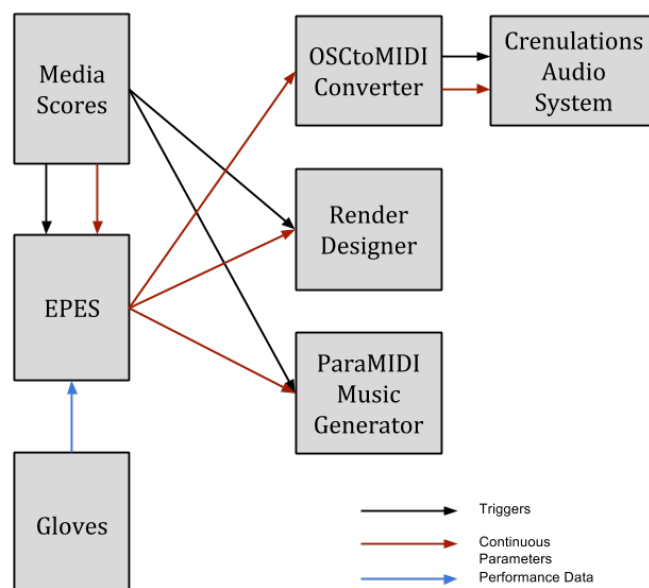 Media
Scores
OSCtoMIDI
Converter
Crenulations
Audio
System
Render
Designer
EPES
ParaMIDI
Music
Generator
Gloves
Triggers
Continuous
Parameters
Performance Data